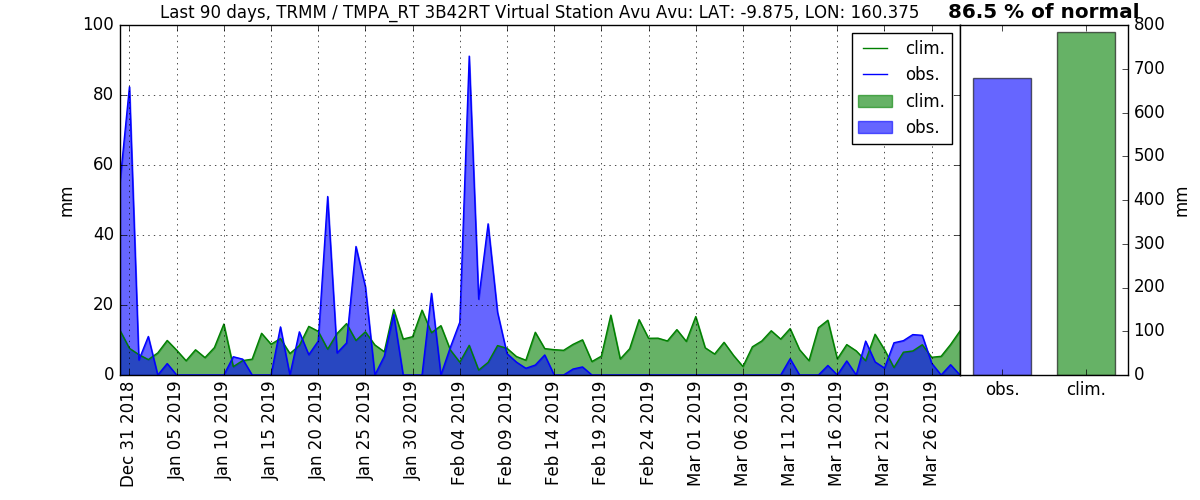 Last 90 days, TRMM / TMPA_RT 3B42RT Virtual Station Avu Avu: LAT: -9.875, LON: 160.375
86.5 % of normal
100
80
60
40
20
0
mm
clim.
obs.
clim.
obs.
800
700
600
500
400
300
200
100
0
mm
obs.
clim.
Dec 31 2018
Jan 05 2019
Jan 10 2019
Jan 15 2019
Jan 20 2019
Jan 25 2019
Jan 30 2019
Feb 04 2019
Feb 09 2019
Feb 14 2019
Feb 19 2019
Feb 24 2019
Mar 01 2019
Mar 06 2019
Mar 11 2019
Mar 16 2019
Mar 21 2019
Mar 26 2019